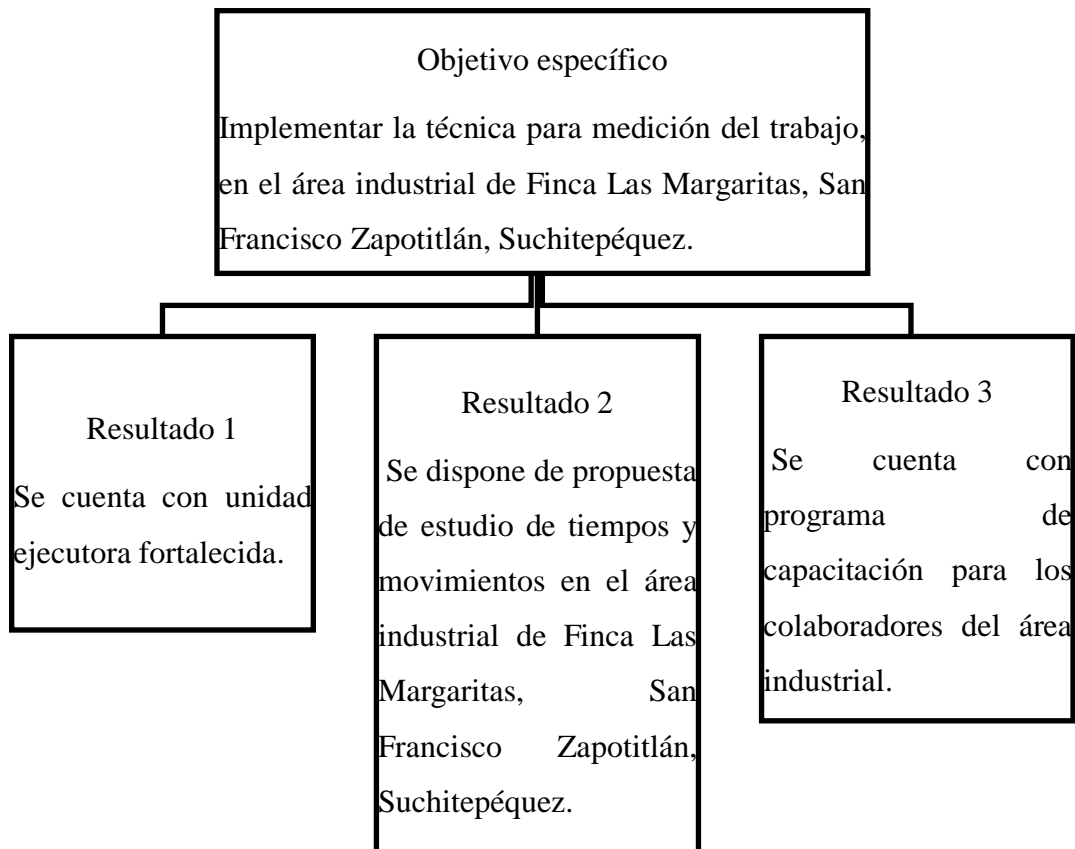 Objetivo específico
Implementar la técnica para medición del trabajo,
en el área industrial de Finca Las Margaritas, San
Francisco Zapotitlán, Suchitepéquez.
Resultado 1
Se cuenta con unidad
ejecutora fortalecida.
Resultado 2
Se dispone de propuesta
de estudio de tiempos y
movimientos en el área
industrial de Finca Las
Margaritas, San
Francisco Zapotitlán,
Suchitepéquez.
Resultado 3
Se cuenta con
programa de
capacitación para los
colaboradores del área
industrial.